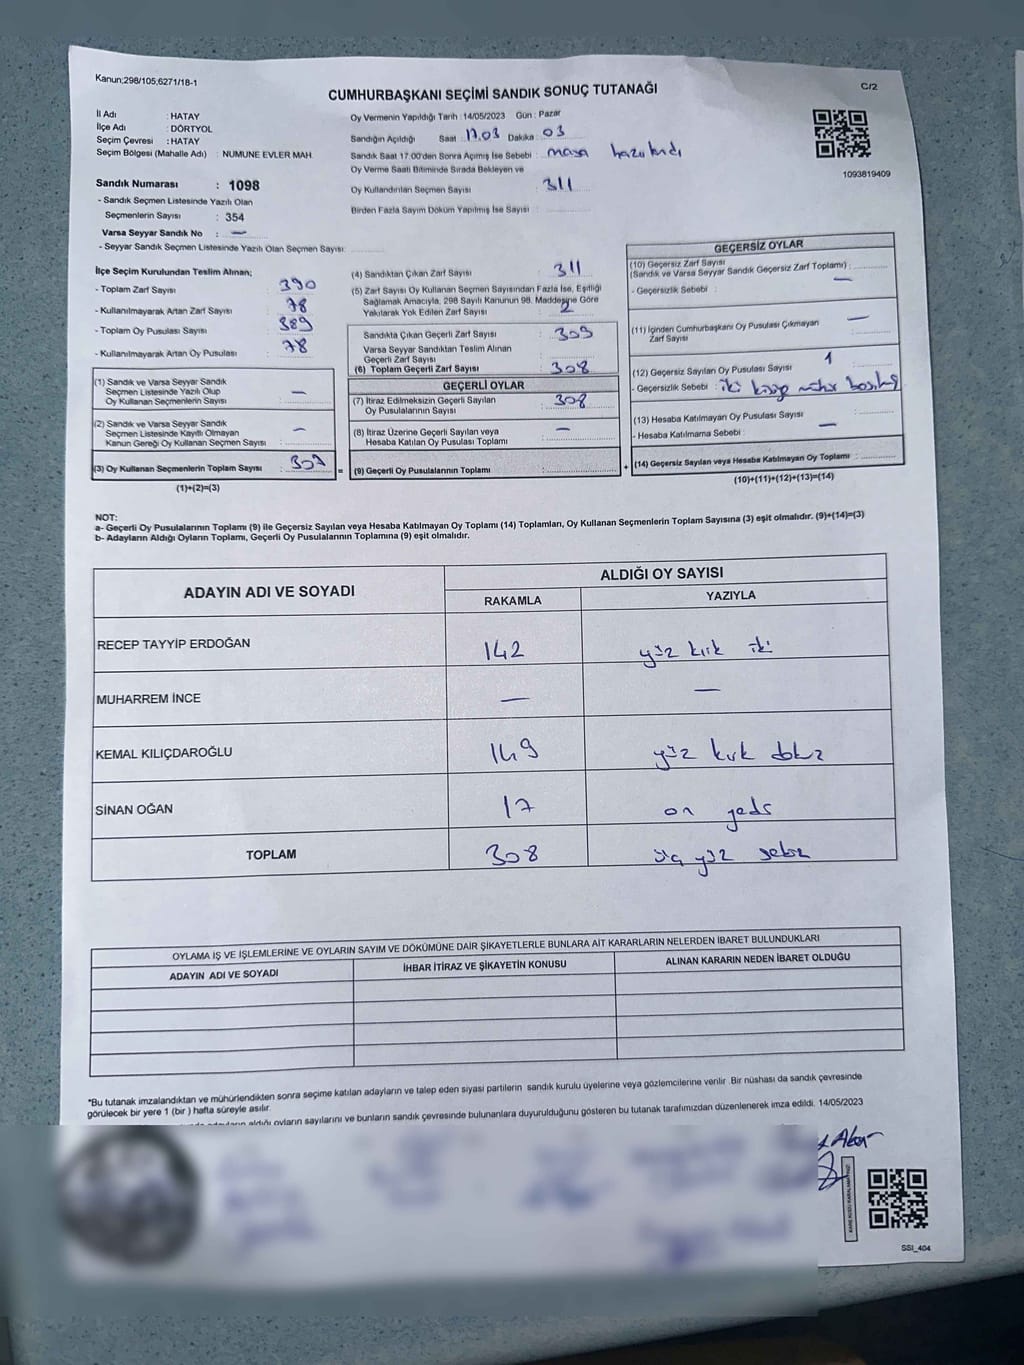 Kanun;298/105,6271/18-1
C/2
CUMHURBAŞKANI SEÇİMİ SANDIK SONUÇ TUTANAĞI
İl Adı : HATAY
İlçe Adı : DÖRTYOL
Seçim Çevresi : HATAY
Seçim Bölgesi (Mahalle Adı) : NUMUNE EVLER MAH
Sandık Numarası : 1098
- Sandık Seçmen Listesinde Yazılı Olan
Seçmenlerin Sayısı : 354
Varsa Seyyar Sandık No : —
- Seyyar Sandık Seçmen Listesinde Yazılı Olan Seçmen Sayısı:
Oy Vermenin Yapıldığı Tarih : 14/05/2023 Gün : Pazar
Sandığın Açıldığı Saat 17.03 Dakika : 03
Sandık Saat 17:00'den Sonra Açımış İse Sebebi : masa hazırlandı
Oy Verme Saati Bitiminde Sırada Bekleyen ve
Oy Kullandırılan Seçmen Sayısı : 311
Birden Fazla Sayım Döküm Yapılmış İse Sayısı :
1093819409
İlçe Seçim Kurulundan Teslim Alınan;
- Toplam Zarf Sayısı : 390
- Kullanılmayarak Artan Zarf Sayısı : 78
- Toplam Oy Pusulası Sayısı : 389
- Kullanılmayarak Artan Oy Pusulası : 78
(1) Sandık ve Varsa Seyyar Sandık
Seçmen Listesinde Yazılı Olup
Oy Kullanan Seçmenlerin Sayısı : —
(2) Sandık ve Varsa Seyyar Sandık
Seçmen Listesinde Kayıtlı Olmayan
Kanun Gereği Oy Kullanan Seçmen Sayısı : —
(3) Oy Kullanan Seçmenlerin Toplam Sayısı : 309 =
(1)+(2)=(3)
(4) Sandıktan Çıkan Zarf Sayısı : 311
(5) Zarf Sayısı Oy Kullanan Seçmen Sayısından Fazla İse, Eşitliği
Sağlamak Amacıyla, 298 Sayılı Kanunun 98. Maddesine Göre
Yakılarak Yok Edilen Zarf Sayısı : 2
Sandıkta Çıkan Geçerli Zarf Sayısı : 309
Varsa Seyyar Sandıktan Teslim Alınan
Geçerli Zarf Sayısı
(6) Toplam Geçerli Zarf Sayısı : 308
GEÇERLİ OYLAR
(7) İtiraz Edilmeksizin Geçerli Sayılan
Oy Pusulalarının Sayısı : 308
(8) İtiraz Üzerine Geçerli Sayılan veya
Hesaba Katılan Oy Pusulası Toplamı : —
(9) Geçerli Oy Pusulalarının Toplamı : +
GEÇERSİZ OYLAR
(10) Geçersiz Zarf Sayısı
(Sandık ve Varsa Seyyar Sandık Geçersiz Zarf Toplamı) :
- Geçersizlik Sebebi : —
(11) İçinden Cumhurbaşkanı Oy Pusulası Çıkmayan
Zarf Sayısı : —
(12) Geçersiz Sayılan Oy Pusulası Sayısı : 1
- Geçersizlik Sebebi : iki kişiye mühür basılmış
(13) Hesaba Katılmayan Oy Pusulası Sayısı :
- Hesaba Katılmama Sebebi : —
(14) Geçersiz Sayılan veya Hesaba Katılmayan Oy Toplamı :
(10)+(11)+(12)+(13)=(14)
NOT:
a- Geçerli Oy Pusulalarının Toplamı (9) ile Geçersiz Sayılan veya Hesaba Katılmayan Oy Toplamı (14) Toplamları, Oy Kullanan Seçmenlerin Toplam Sayısına (3) eşit olmalıdır. (9)+(14)=(3)
b- Adayların Aldığı Oyların Toplamı, Geçerli Oy Pusulalarının Toplamına (9) eşit olmalıdır.
ADAYIN ADI VE SOYADI
ALDIĞI OY SAYISI
RAKAMLA YAZIYLA
RECEP TAYYİP ERDOĞAN 142 yüz kırk iki
MUHARREM İNCE — —
KEMAL KILIÇDAROĞLU 149 yüz kırk dokuz
SİNAN OĞAN 17 on yedi
TOPLAM 308 üç yüz sekiz
OYLAMA İŞ VE İŞLEMLERİNE VE OYLARIN SAYIM VE DÖKÜMÜNE DAİR ŞİKAYETLERLE BUNLARA AİT KARARLARIN NELERDEN İBARET BULUNDUKLARI
ADAYIN ADI VE SOYADI İHBAR İTİRAZ VE ŞİKAYETİN KONUSU ALINAN KARARIN NEDEN İBARET OLDUĞU
*Bu tutanak imzalandıktan ve mühürlendikten sonra seçime katılan adayların ve talep eden siyasi partilerin sandık kurulu üyelerine veya gözlemcilerine verilir .Bir nüshası da sandık çevresinde
görülecek bir yere 1 (bir ) hafta süreyle asılır.
aldığı oyların sayılarını ve bunların sandık çevresinde bulunanlara duyurulduğunu gösteren bu tutanak tarafımızdan düzenlenerek imza edildi. 14/05/2023
SSI_404